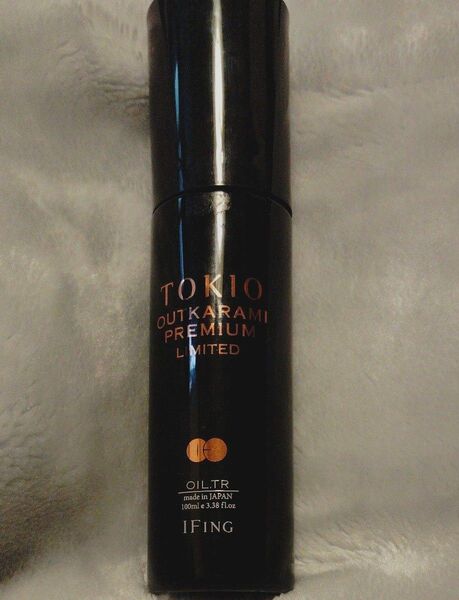 TOKIO
OUTKARAMI
PREMIUM
LIMITED
OIL.TR
made in JAPAN
100ml e 3.38 fl.oz
IFING